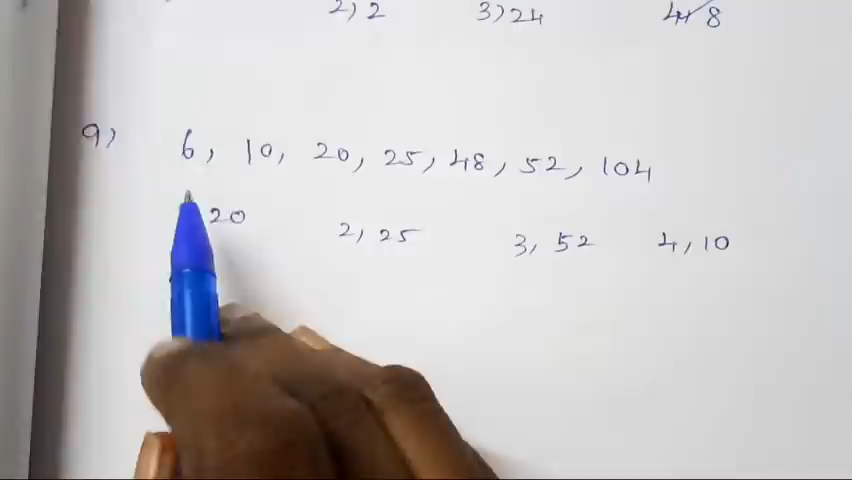 2) 2 3) 24 4) 8
9) 6, 10, 20, 25, 48, 52, 104
20 2, 25 3, 52 4, 10